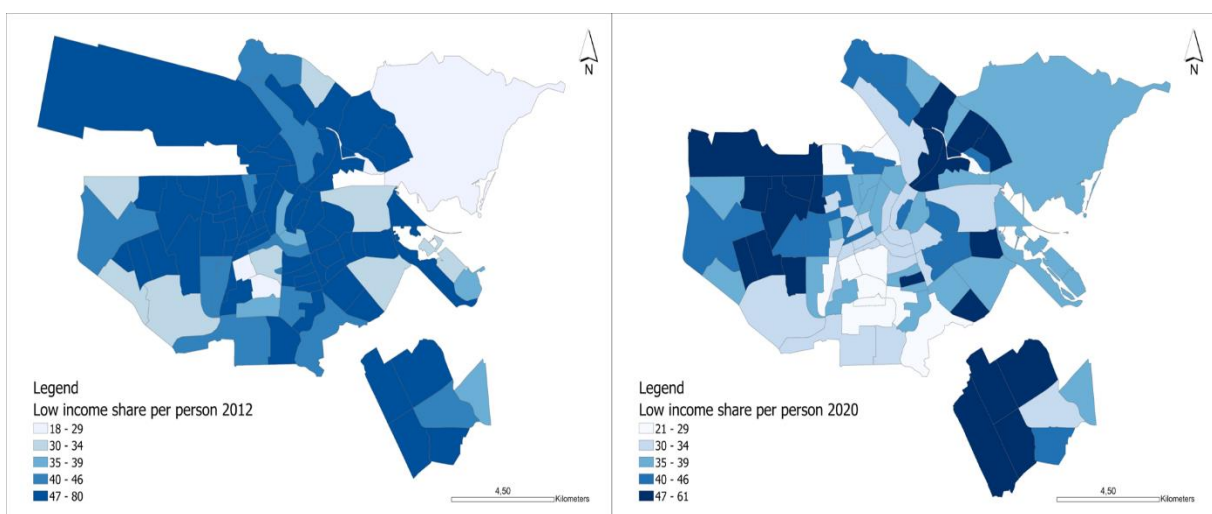 N
Legend
Low income share per person 2012
18 - 29
30 - 34
35 - 39
40 - 46
47 - 80
4,50
Kilometers
N
Legend
Low income share per person 2020
21 - 29
30 - 34
35 - 39
40 - 46
47 - 61
4,50
Kilometers